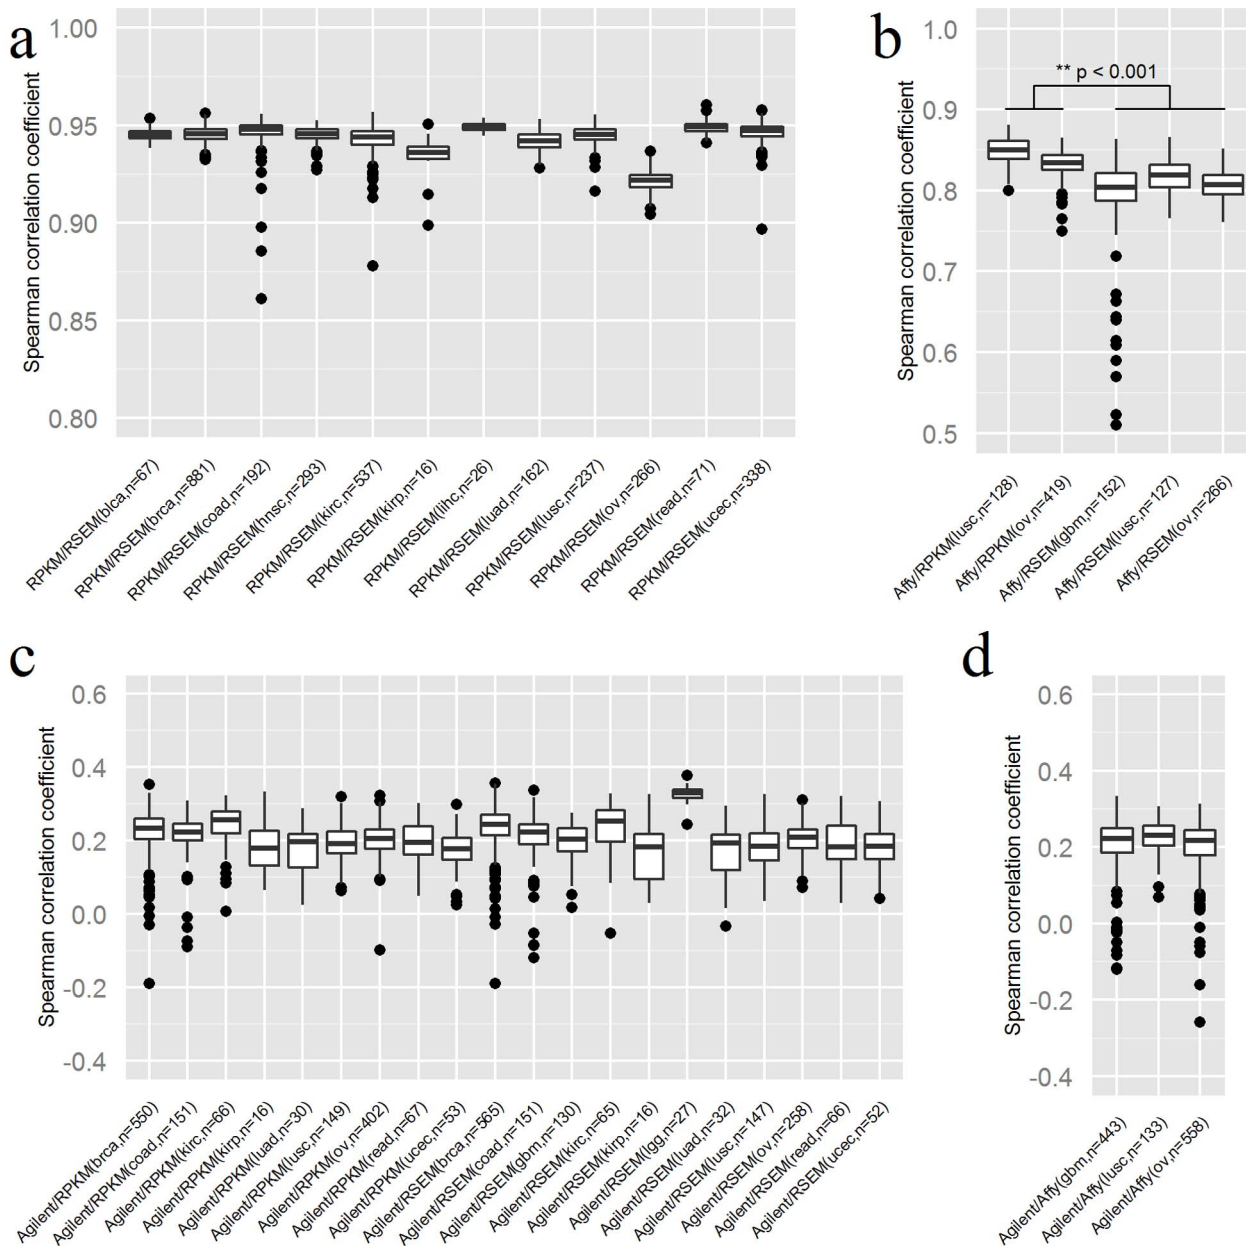 a
1.00
0.95
0.90
0.85
0.80
Spearman correlation coefficient
RPKM/RSEM(blca,n=67)
RPKM/RSEM(brca,n=881)
RPKM/RSEM(coad,n=192)
RPKM/RSEM(hnsc,n=293)
RPKM/RSEM(kirc,n=537)
RPKM/RSEM(kirp,n=16)
RPKM/RSEM(lihc,n=26)
RPKM/RSEM(luad,n=162)
RPKM/RSEM(lusc,n=237)
RPKM/RSEM(ov,n=266)
RPKM/RSEM(read,n=71)
RPKM/RSEM(ucec,n=338)
b
** p < 0.001
1.0
0.9
0.8
0.7
0.6
0.5
Spearman correlation coefficient
Affy/RPKM(lusc,n=128)
Affy/RPKM(ov,n=419)
Affy/RSEM(gbm,n=152)
Affy/RSEM(lusc,n=127)
Affy/RSEM(ov,n=266)
c
0.6
0.4
0.2
0.0
-0.2
-0.4
Spearman correlation coefficient
Agilent/RPKM(brca,n=550)
Agilent/RPKM(coad,n=151)
Agilent/RPKM(kirc,n=66)
Agilent/RPKM(kirp,n=16)
Agilent/RPKM(luad,n=30)
Agilent/RPKM(lusc,n=149)
Agilent/RPKM(ov,n=402)
Agilent/RPKM(read,n=67)
Agilent/RPKM(ucec,n=53)
Agilent/RSEM(brca,n=565)
Agilent/RSEM(coad,n=151)
Agilent/RSEM(gbm,n=130)
Agilent/RSEM(kirc,n=65)
Agilent/RSEM(kirp,n=16)
Agilent/RSEM(lgg,n=27)
Agilent/RSEM(luad,n=32)
Agilent/RSEM(lusc,n=147)
Agilent/RSEM(ov,n=258)
Agilent/RSEM(read,n=66)
Agilent/RSEM(ucec,n=52)
d
0.6
0.4
0.2
0.0
-0.2
-0.4
Spearman correlation coefficient
Agilent/Affy(gbm,n=443)
Agilent/Affy(lusc,n=133)
Agilent/Affy(ov,n=558)